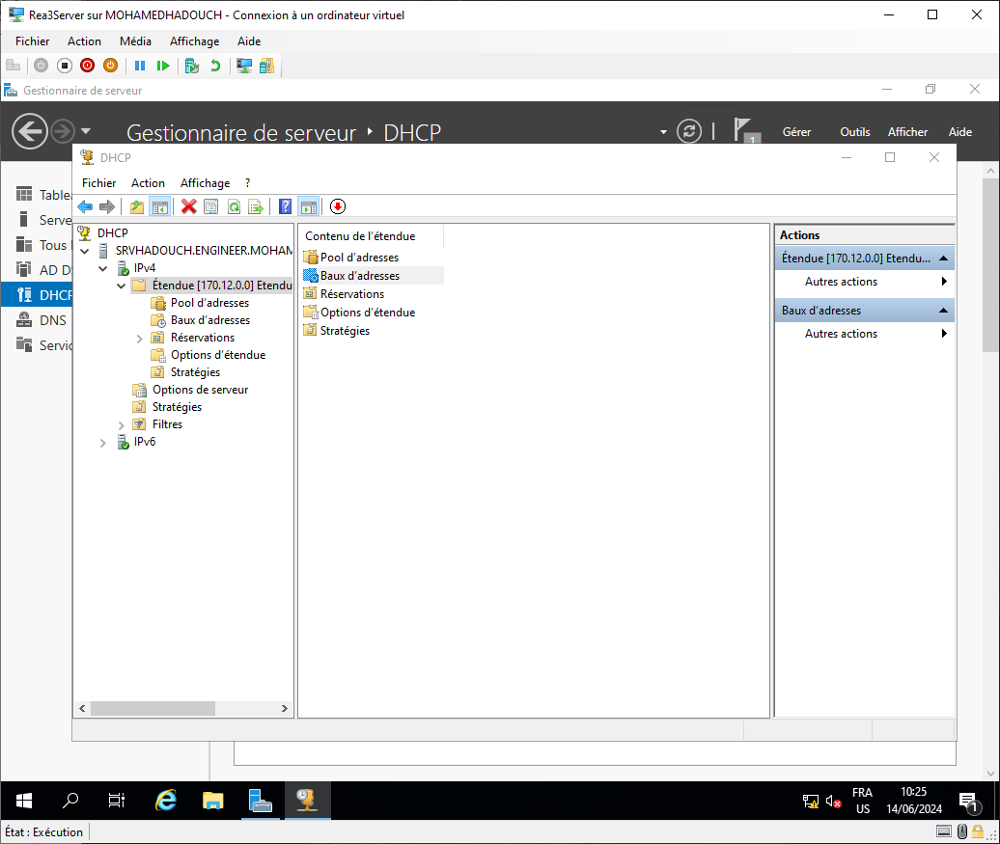 Rea3Server sur MOHAMEDHADOUCH - Connexion à un ordinateur virtuel
Fichier Action Média Affichage Aide
Gestionnaire de serveur
Gestionnaire de serveur DHCP
1
Gérer Outils Afficher Aide
Table
Serve
Tous
AD D
DHCP
DNS
Servic
DHCP
Fichier Action Affichage ?
DHCP
SRVHADOUCH.ENGINEER.MOHAM
IPv4
Étendue [170.12.0.0] Etendu
Pool d'adresses
Baux d'adresses
Réservations
Options d'étendue
Stratégies
Options de serveur
Stratégies
Filtres
IPv6
Contenu de l'étendue
Pool d'adresses
Baux d'adresses
Réservations
Options d'étendue
Stratégies
Actions
Étendue [170.12.0.0] Etendu...
Autres actions
Baux d'adresses
Autres actions
FRA
US
10:25
14/06/2024
1
État : Exécution